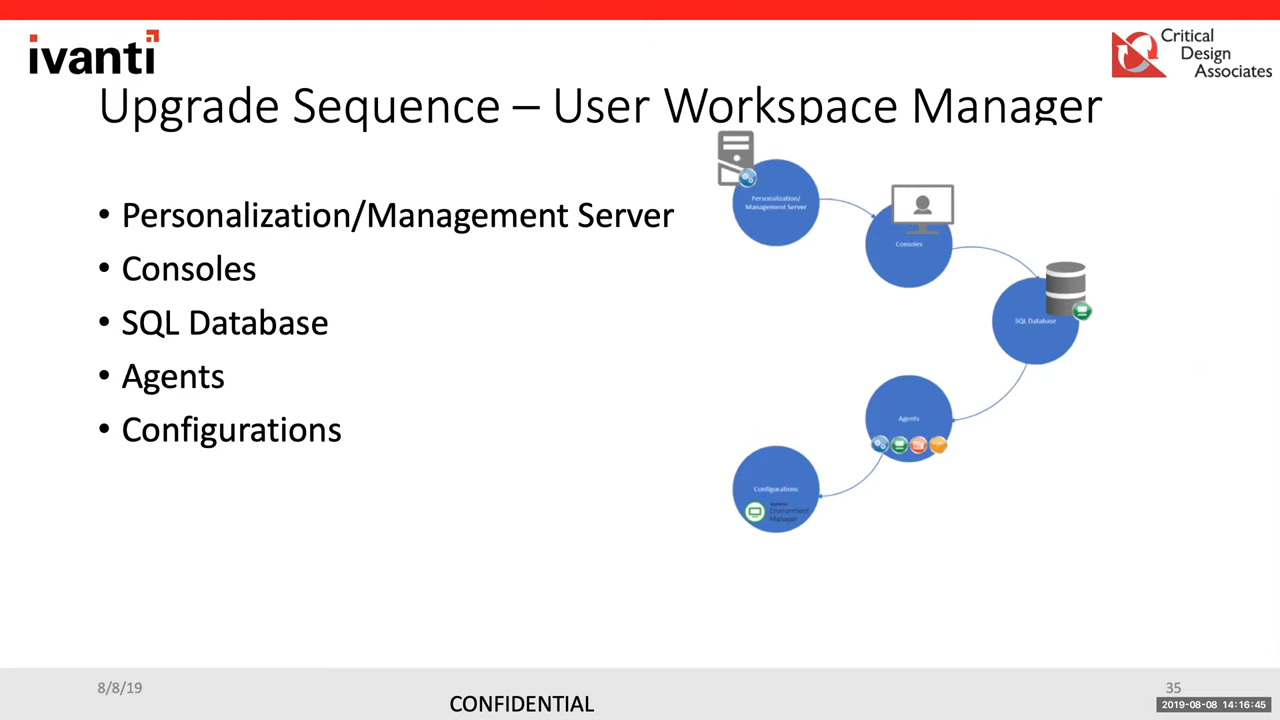 ivanti
Critical
Design
Associates
Upgrade Sequence – User Workspace Manager
• Personalization/Management Server
• Consoles
• SQL Database
• Agents
• Configurations
Personalization/
Management Server
Consoles
SQL Database
Agents
Configurations
Environment
Manager
8/8/19
CONFIDENTIAL
35
2019-08-08 14:16:45